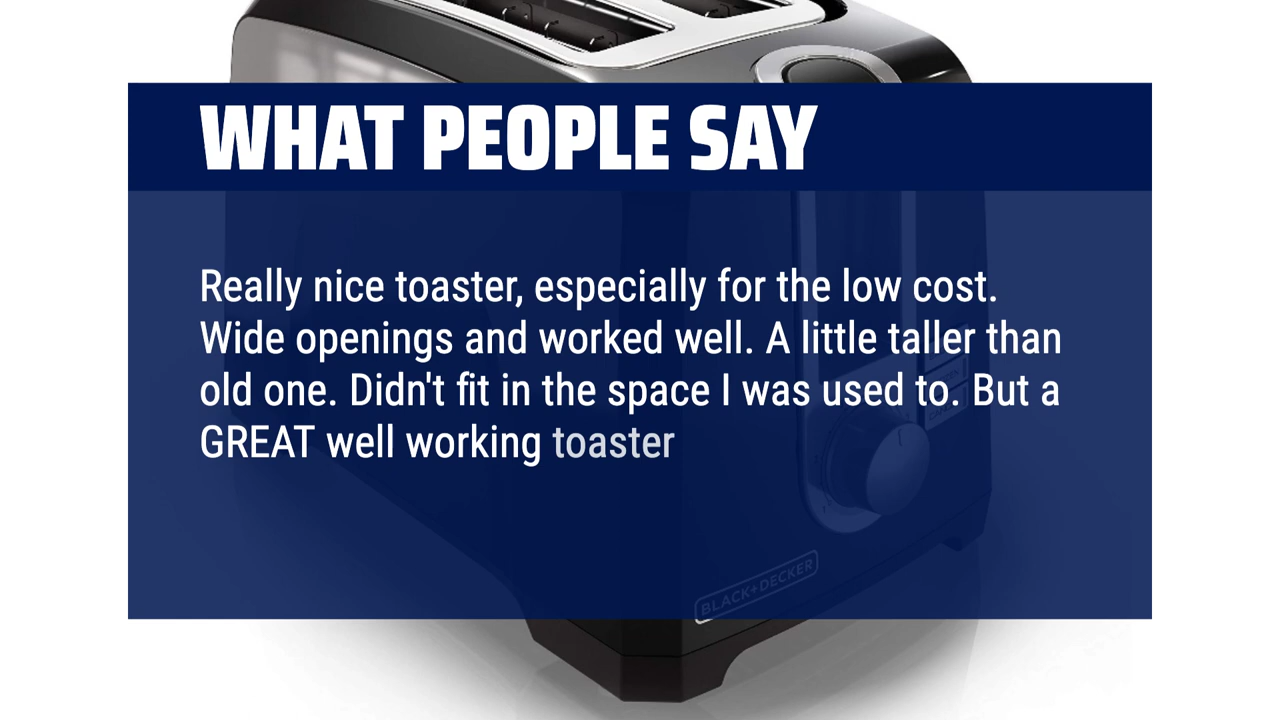 WHAT PEOPLE SAY
Really nice toaster, especially for the low cost.
Wide openings and worked well. A little taller than
old one. Didn't fit in the space I was used to. But a
GREAT well working toaster
BLACK+DECKER